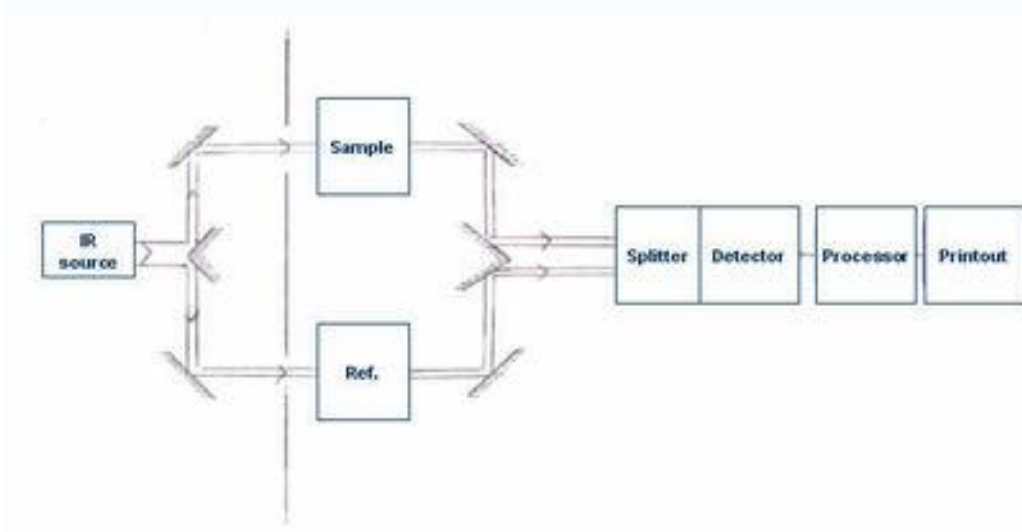 Sample
IR
source
Splitter
Detector
Processor
Printout
Ref.